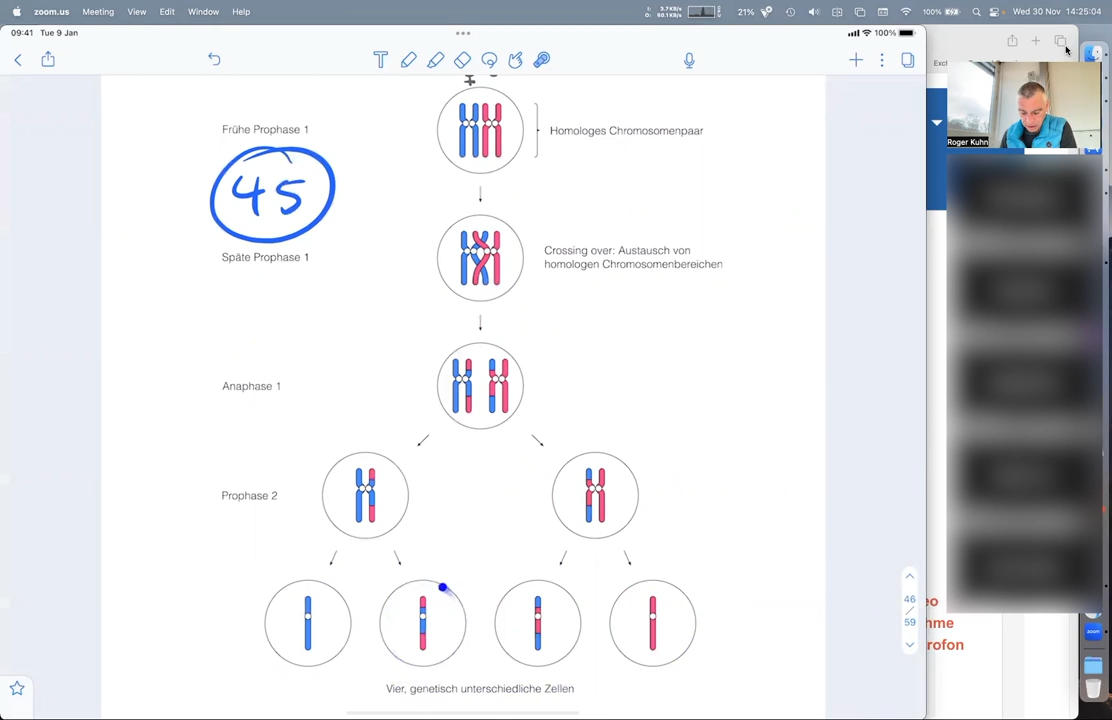 zoom.us Meeting View Edit Window Help
21% 100% Wed 30 Nov 14:25:04
09:41 Tue 9 Jan
100%
Roger Kuhn
Frühe Prophase 1
Homologes Chromosomenpaar
45
Späte Prophase 1
Crossing over: Austausch von
homologen Chromosomenbereichen
Anaphase 1
Prophase 2
46
/
59
Vier, genetisch unterschiedliche Zellen
eo
hme
rofon
zoom